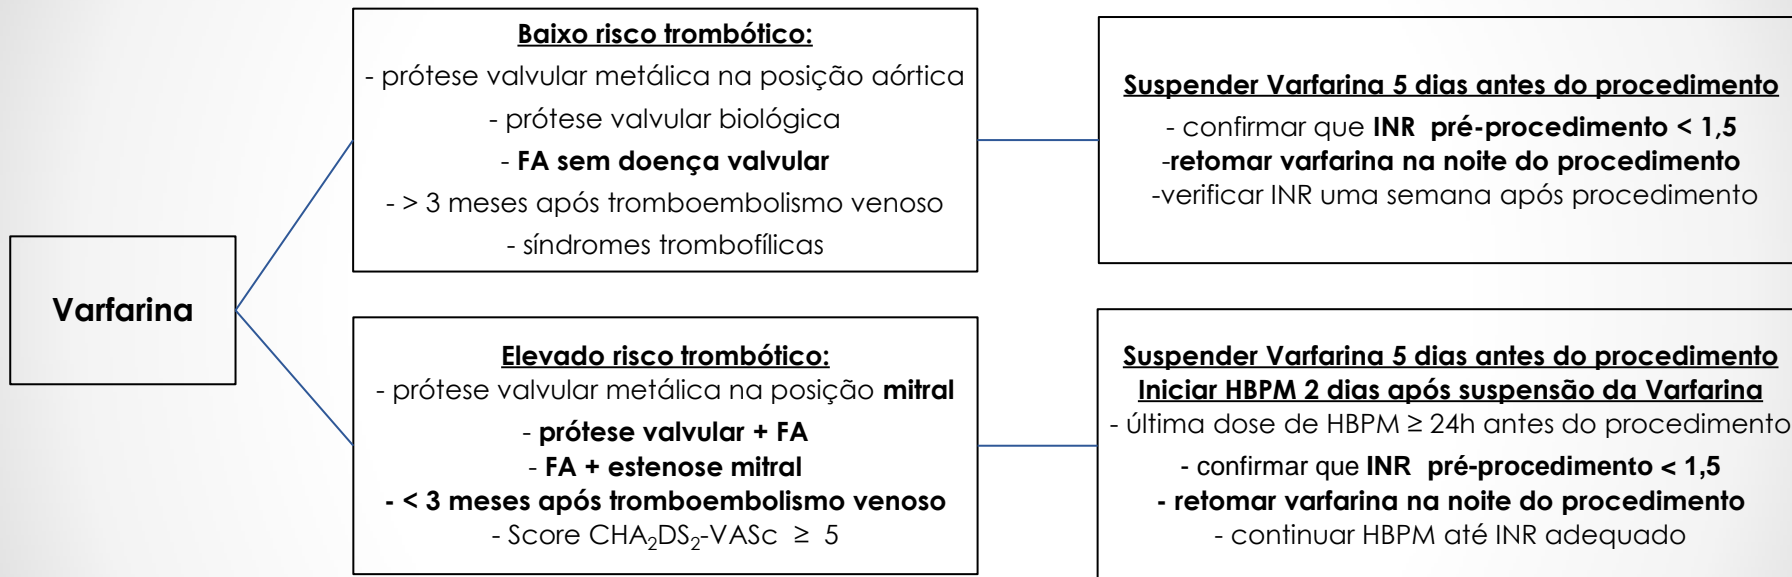 Varfarina
Baixo risco trombótico:
- prótese valvular metálica na posição aórtica
- prótese valvular biológica
- FA sem doença valvular
- > 3 meses após tromboembolismo venoso
- síndromes trombofílicas
Suspender Varfarina 5 dias antes do procedimento
- confirmar que INR pré-procedimento < 1,5
-retomar varfarina na noite do procedimento
-verificar INR uma semana após procedimento
Elevado risco trombótico:
- prótese valvular metálica na posição mitral
- prótese valvular + FA
- FA + estenose mitral
- < 3 meses após tromboembolismo venoso
- Score CHA₂DS₂-VASc ≥ 5
Suspender Varfarina 5 dias antes do procedimento
Iniciar HBPM 2 dias após suspensão da Varfarina
- última dose de HBPM ≥ 24h antes do procedimento
- confirmar que INR pré-procedimento < 1,5
- retomar varfarina na noite do procedimento
- continuar HBPM até INR adequado